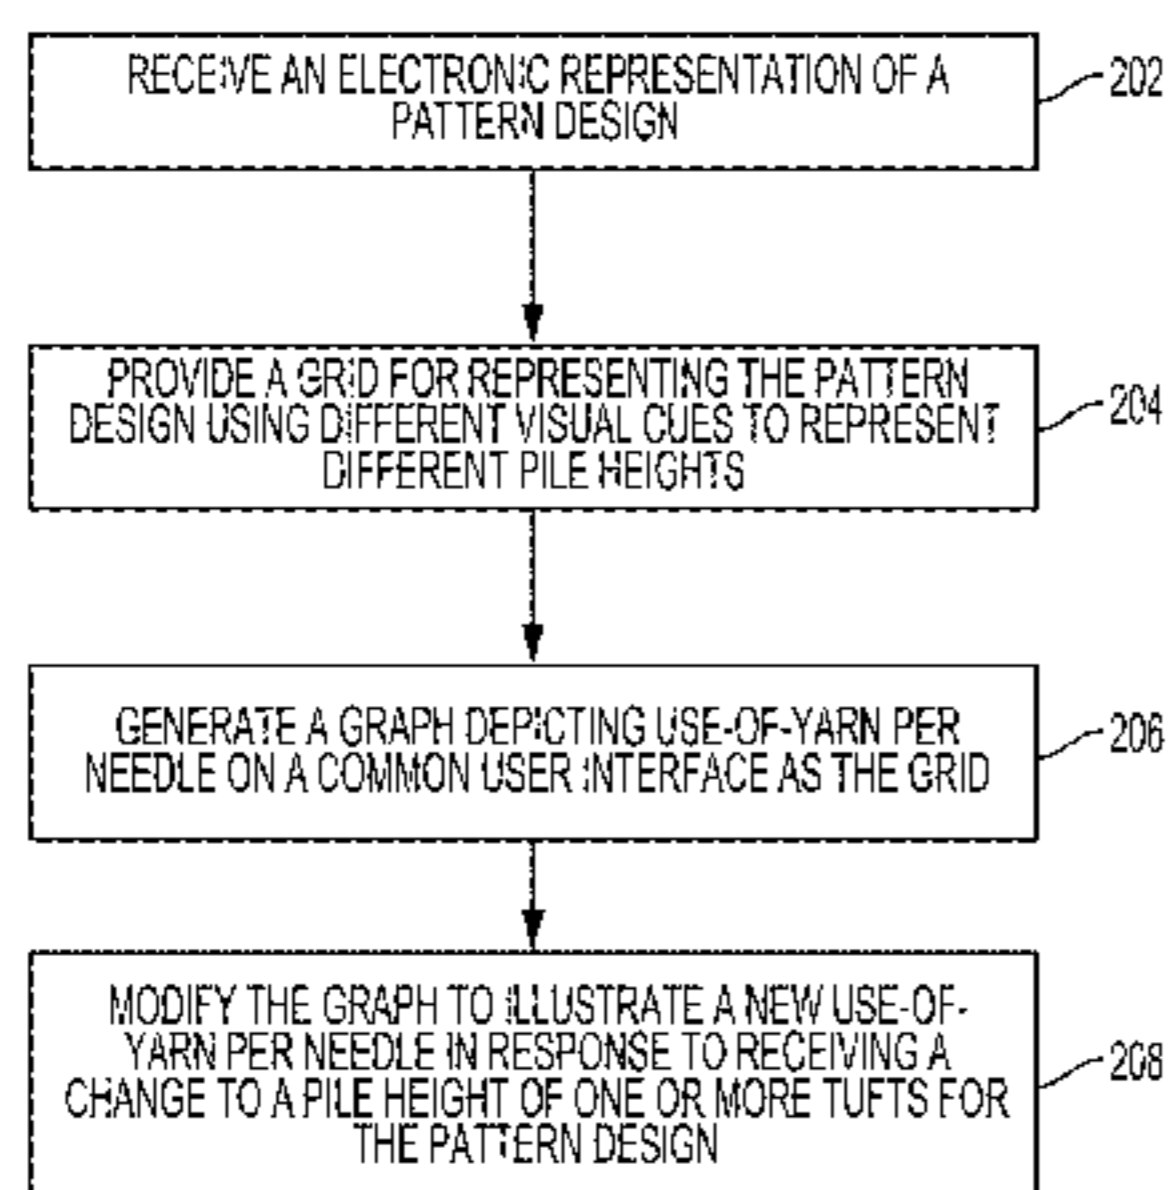 RECEIVE AN ELECTRONIC REPRESENTATION OF A
PATTERN DESIGN
202
PROVIDE A GRID FOR REPRESENTING THE PATTERN
DESIGN USING DIFFERENT VISUAL CUES TO REPRESENT
DIFFERENT PILE HEIGHTS
204
GENERATE A GRAPH DEPICTING USE-OF-YARN PER
NEEDLE ON A COMMON USER INTERFACE AS THE GRID
206
MODIFY THE GRAPH TO ILLUSTRATE A NEW USE-OF-
YARN PER NEEDLE IN RESPONSE TO RECEIVING A
CHANGE TO A PILE HEIGHT OF ONE OR MORE TUFTS FOR
THE PATTERN DESIGN
208